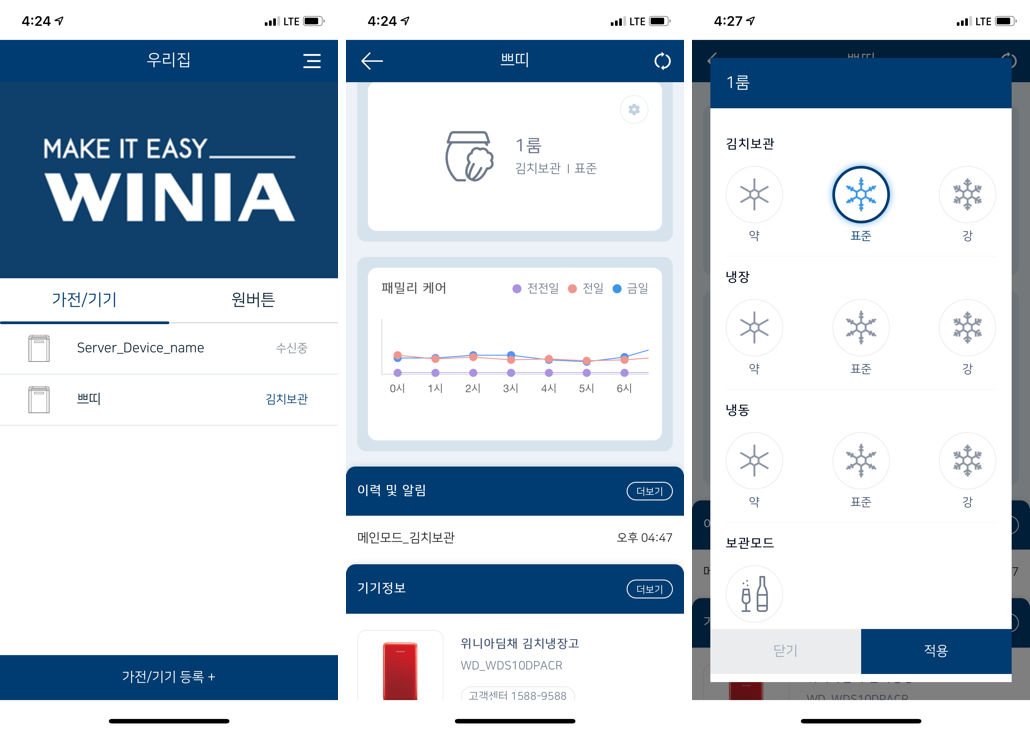 4:24
LTE
우리집
MAKE IT EASY
WINIA
가전/기기
원버튼
Server_Device_name
수신중
쁘띠
김치보관
가전/기기 등록 +
4:24
LTE
쁘띠
1룸
김치보관 | 표준
패밀리 케어
전전일
전일
금일
0시 1시 2시 3시 4시 5시 6시
이력 및 알림
더보기
메인모드_김치보관
오후 04:47
기기정보
더보기
위니아딤채 김치냉장고
WD_WDS10DPACR
고객센터 1588-9588
4:27
LTE
1룸
김치보관
약 표준 강
냉장
약 표준 강
냉동
약 표준 강
보관모드
닫기
적용